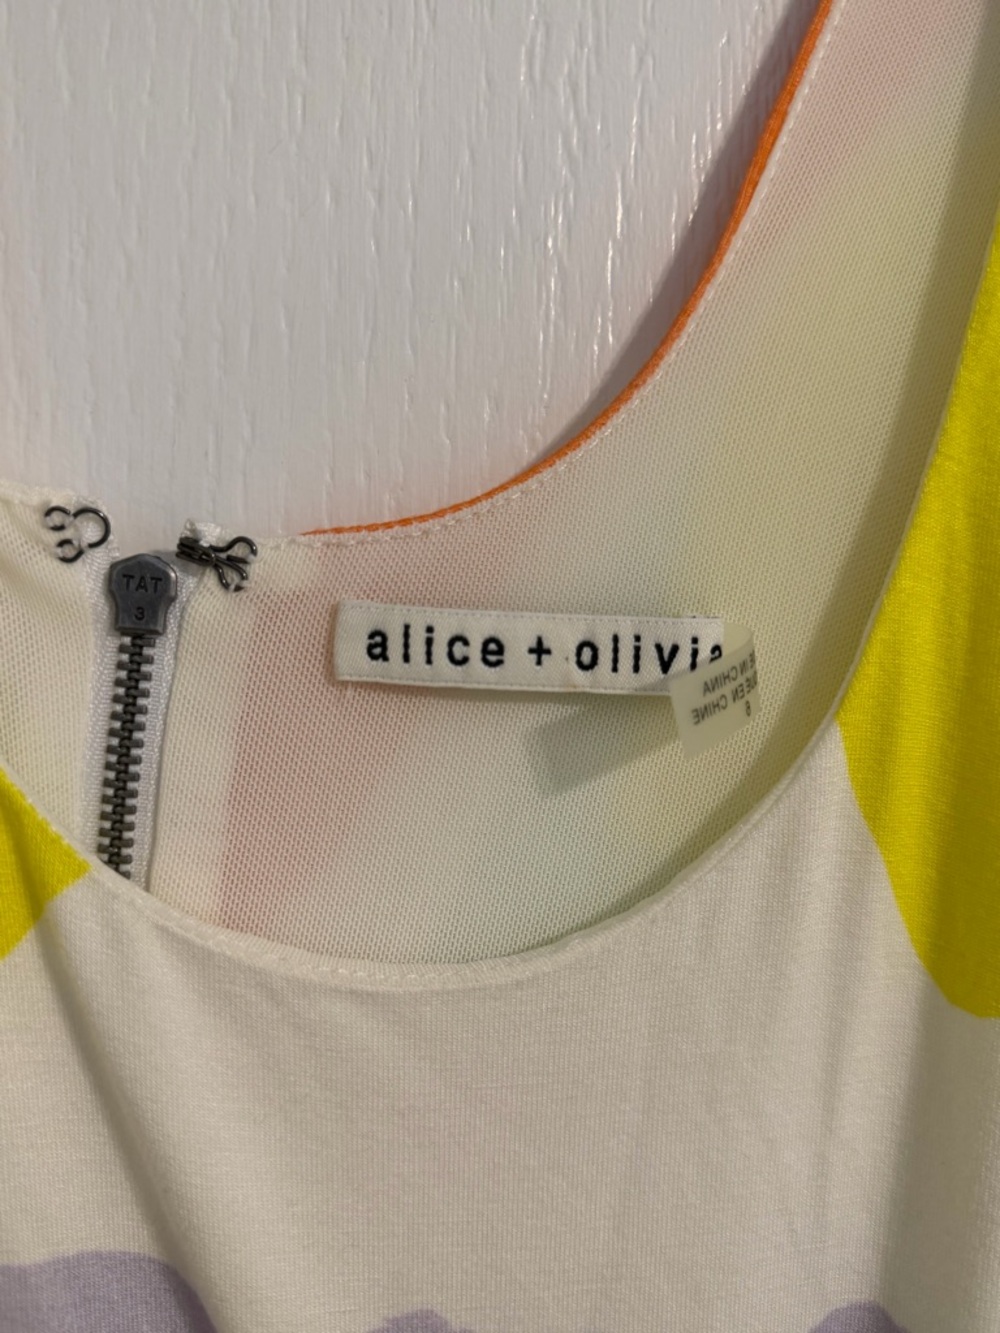 TAT
3
alice + olivia
IN CHINA
EN CHINE
6